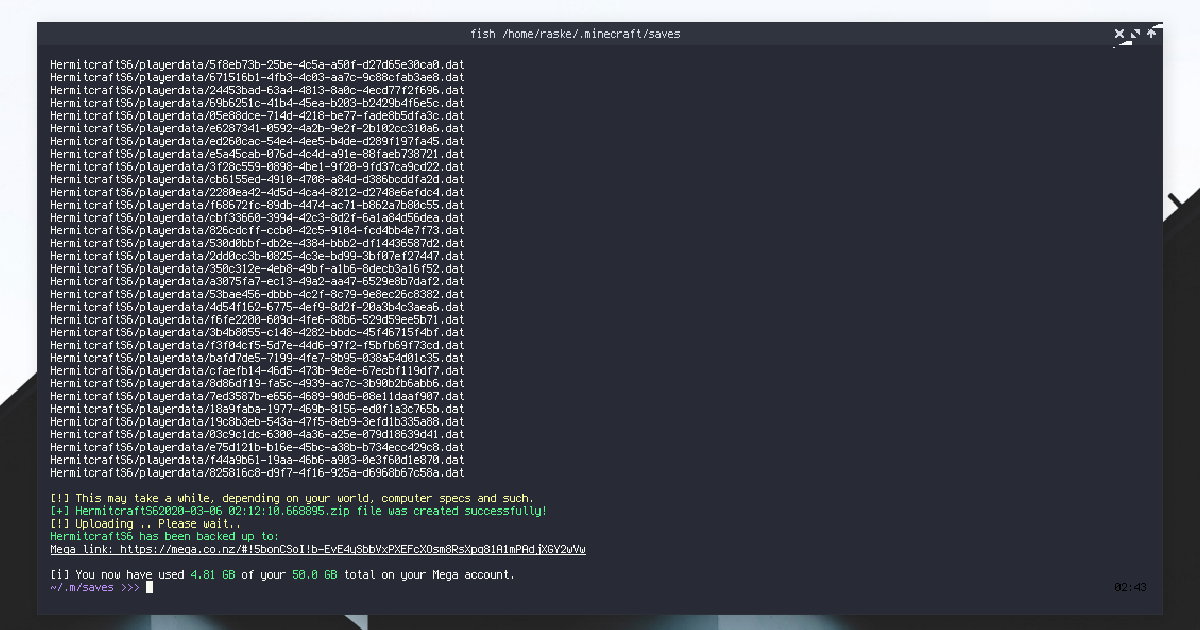 fish /home/raske/.minecraft/saves
HermitcraftS6/playerdata/5f8eb73b-25be-4c5a-a50f-d27d65e30ca0.dat
HermitcraftS6/playerdata/671516b1-4fb3-4c03-aa7c-9c88cfab3ae8.dat
HermitcraftS6/playerdata/24453bad-63a4-4813-8a0c-4ecd77f2f696.dat
HermitcraftS6/playerdata/69b6251c-41b4-45ea-b203-b2429b4f6e5c.dat
HermitcraftS6/playerdata/05e88dce-714d-4218-be77-fade8b5dfa3c.dat
HermitcraftS6/playerdata/e6287341-0592-4a2b-9e2f-2b102cc310a6.dat
HermitcraftS6/playerdata/ed260cac-54e4-4ee5-b4de-d289f197fa45.dat
HermitcraftS6/playerdata/e5a45cab-076d-4c4d-a91e-88faeb738721.dat
HermitcraftS6/playerdata/3f28c559-0898-4be1-9f20-9fd37ca9cd22.dat
HermitcraftS6/playerdata/cb6155ed-4910-4708-a84d-d386bcddfa2d.dat
HermitcraftS6/playerdata/2280ea42-4d5d-4ca4-8212-d2748e6efdc4.dat
HermitcraftS6/playerdata/f68672fc-89db-4474-ac71-b862a7b80c55.dat
HermitcraftS6/playerdata/cbf33660-3994-42c3-8d2f-6a1a84d56dea.dat
HermitcraftS6/playerdata/826cdcff-ccb0-42c5-9104-fcd4bb4e7f73.dat
HermitcraftS6/playerdata/530d0bbf-db2e-4384-bbb2-df14436587d2.dat
HermitcraftS6/playerdata/2dd0cc3b-0825-4c3e-bd99-3bf07ef27447.dat
HermitcraftS6/playerdata/350c312e-4eb8-49bf-a1b6-8decb3a16f52.dat
HermitcraftS6/playerdata/a3075fa7-ec13-49a2-aa47-6529e8b7daf2.dat
HermitcraftS6/playerdata/53bae456-dbbb-4c2f-8c79-9e8ec26c8382.dat
HermitcraftS6/playerdata/4d54f162-6775-4ef9-8d2f-20a3b4c3aea6.dat
HermitcraftS6/playerdata/f6fe2200-609d-4fe6-88b6-529d59ee5b71.dat
HermitcraftS6/playerdata/3b4b8055-c148-4282-bbdc-45f46715f4bf.dat
HermitcraftS6/playerdata/f3f04cf5-5d7e-44d6-97f2-f5bfb69f73cd.dat
HermitcraftS6/playerdata/bafd7de5-7199-4fe7-8b95-038a54d01c35.dat
HermitcraftS6/playerdata/cfaefb14-46d5-473b-9e8e-67ecbf119df7.dat
HermitcraftS6/playerdata/8d86df19-fa5c-4939-ac7c-3b90b2b6abb6.dat
HermitcraftS6/playerdata/7ed3587b-e656-4689-90d6-08e11daaf907.dat
HermitcraftS6/playerdata/18a9faba-1977-469b-8156-ed0f1a3c765b.dat
HermitcraftS6/playerdata/19c8b3eb-543a-47f5-8eb9-3efd1b335a88.dat
HermitcraftS6/playerdata/03c9c1dc-6300-4a36-a25e-079d18639d41.dat
HermitcraftS6/playerdata/e75d121b-b16e-45bc-a38b-b734ecc429c8.dat
HermitcraftS6/playerdata/f44a9b61-19aa-46b6-a903-0e3f60d1e870.dat
HermitcraftS6/playerdata/825816c8-d9f7-4f16-925a-d6968b67c58a.dat
[!] This may take a while, depending on your world, computer specs and such.
[+] HermitcraftS62020-03-06 02:12:10.668895.zip file was created successfully!
[!] Uploading .. Please wait..
HermitcraftS6 has been backed up to:
Mega link: https://mega.co.nz/#!5bonCSoI!b-EvE4ySbbVxPXEFcXOsm8RsXpg81A1mPAdjXGY2wVw
[i] You now have used 4.81 GB of your 50.0 GB total on your Mega account.
~/.m/saves >>> 02:43